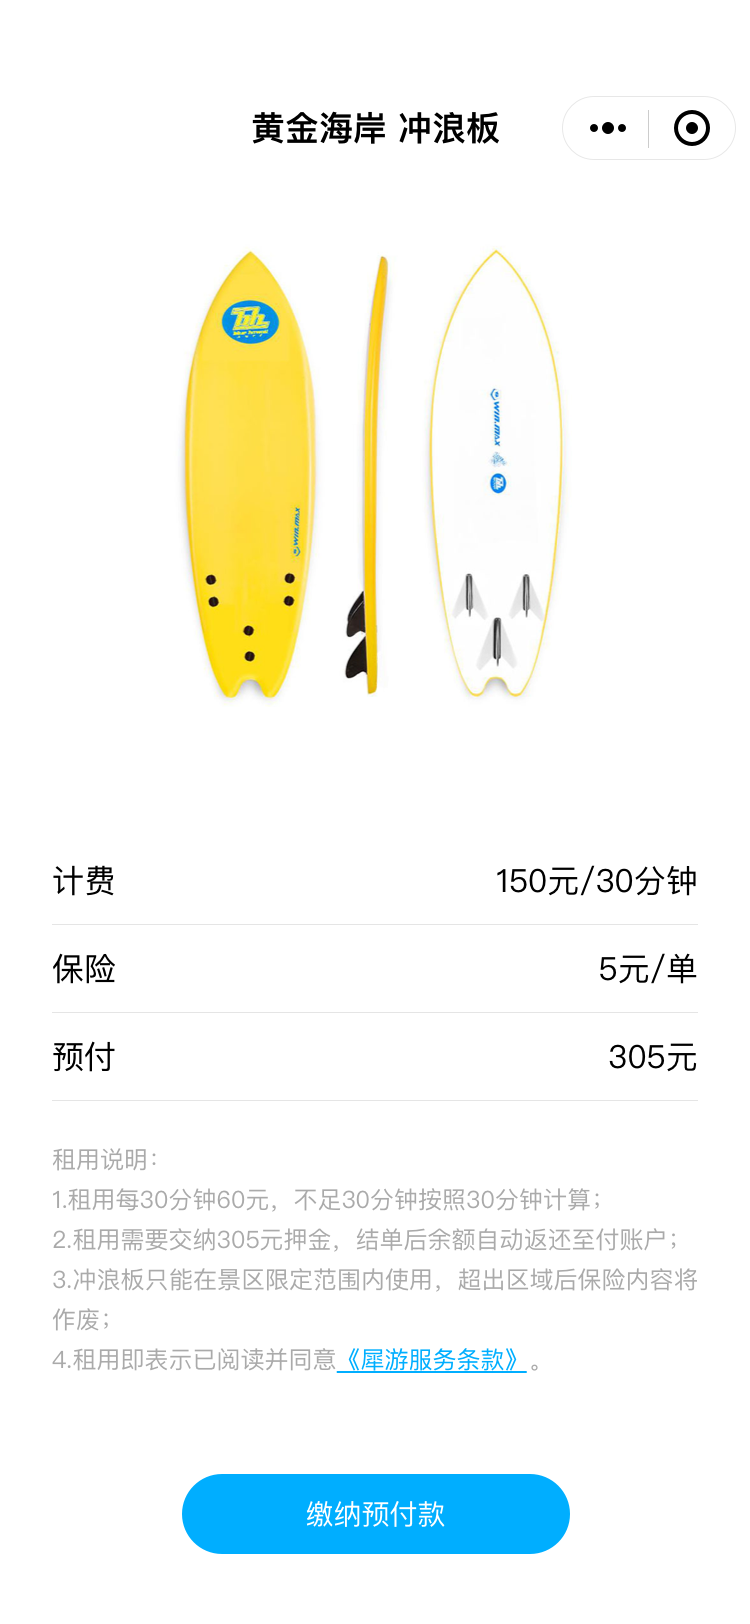 黄金海岸 冲浪板
winmax
winmax
计费 150元/30分钟
保险 5元/单
预付 305元
租用说明：
1.租用每30分钟60元，不足30分钟按照30分钟计算；
2.租用需要交纳305元押金，结单后余额自动返还至付账户；
3.冲浪板只能在景区限定范围内使用，超出区域后保险内容将
作废；
4.租用即表示已阅读并同意《犀游服务条款》。
缴纳预付款